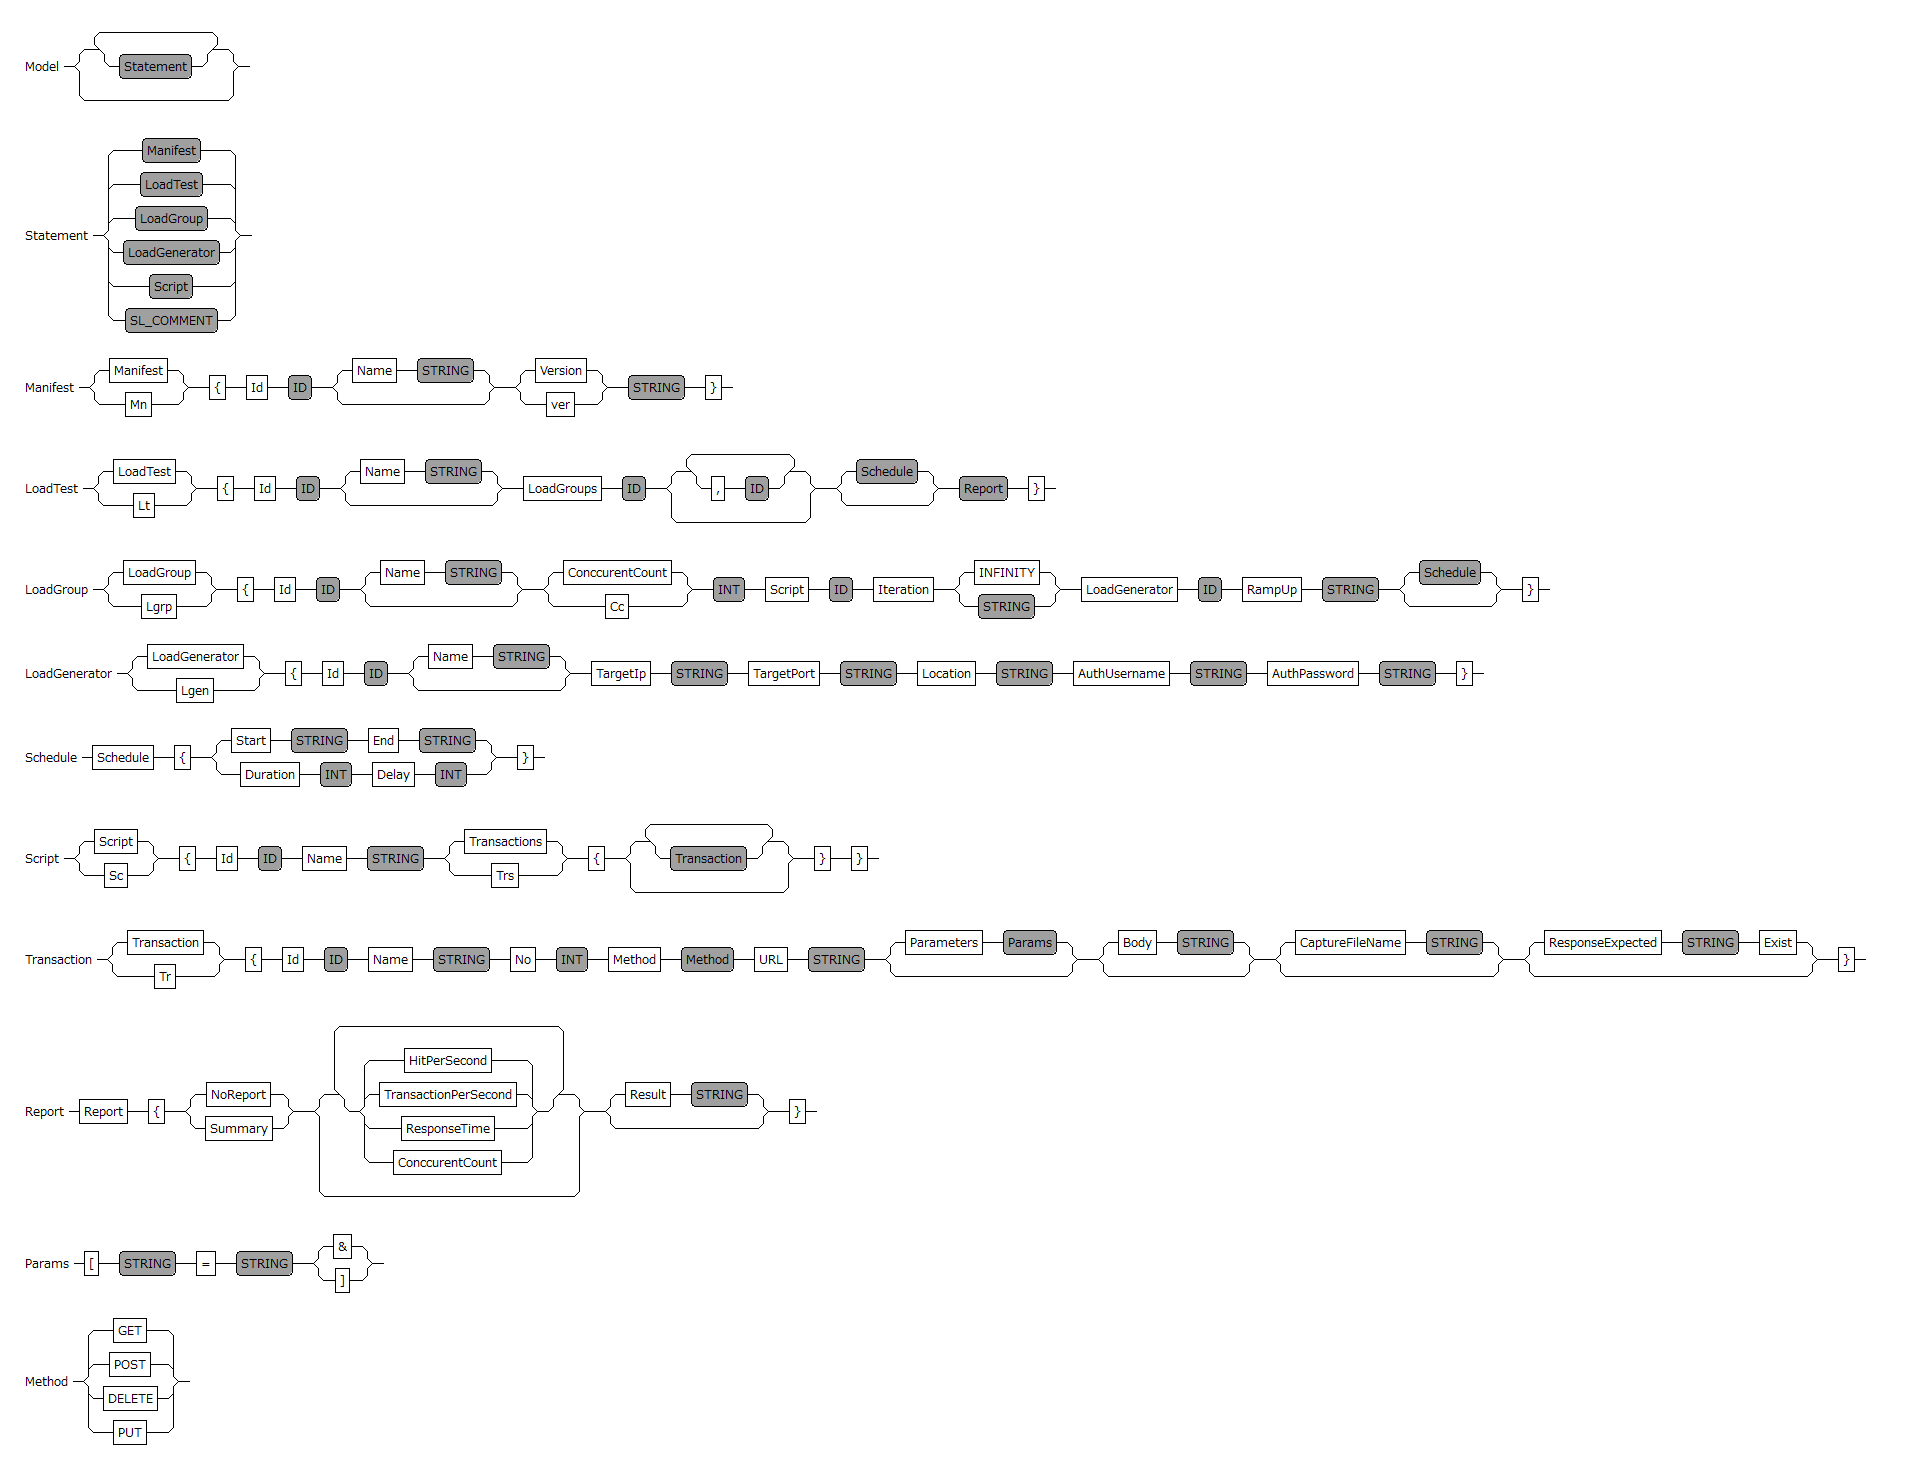 Model Statement
Manifest
LoadTest
LoadGroup
Statement
LoadGenerator
Script
SL_COMMENT
Manifest Name STRING Version
Manifest { Id ID STRING }
Mn ver
LoadTest Name STRING Schedule
LoadTest { Id ID LoadGroups ID , ID Report }
Lt
LoadGroup Name STRING ConccurentCount INFINITY Schedule
LoadGroup { Id ID INT Script ID Iteration LoadGenerator ID RampUp STRING }
Lgrp Cc STRING
LoadGenerator Name STRING
LoadGenerator { Id ID TargetIp STRING TargetPort STRING Location STRING AuthUsername STRING AuthPassword STRING }
Lgen
Start STRING End STRING
Schedule Schedule { }
Duration INT Delay INT
Script Transactions
Script { Id ID Name STRING { Transaction } }
Sc Trs
Transaction Parameters Params Body STRING CaptureFileName STRING ResponseExpected STRING Exist
Transaction { Id ID Name STRING No INT Method Method URL STRING }
Tr
HitPerSecond
NoReport TransactionPerSecond Result STRING
Report Report { }
Summary ResponseTime
ConccurentCount
&
Params [ STRING = STRING
]
GET
POST
Method
DELETE
PUT